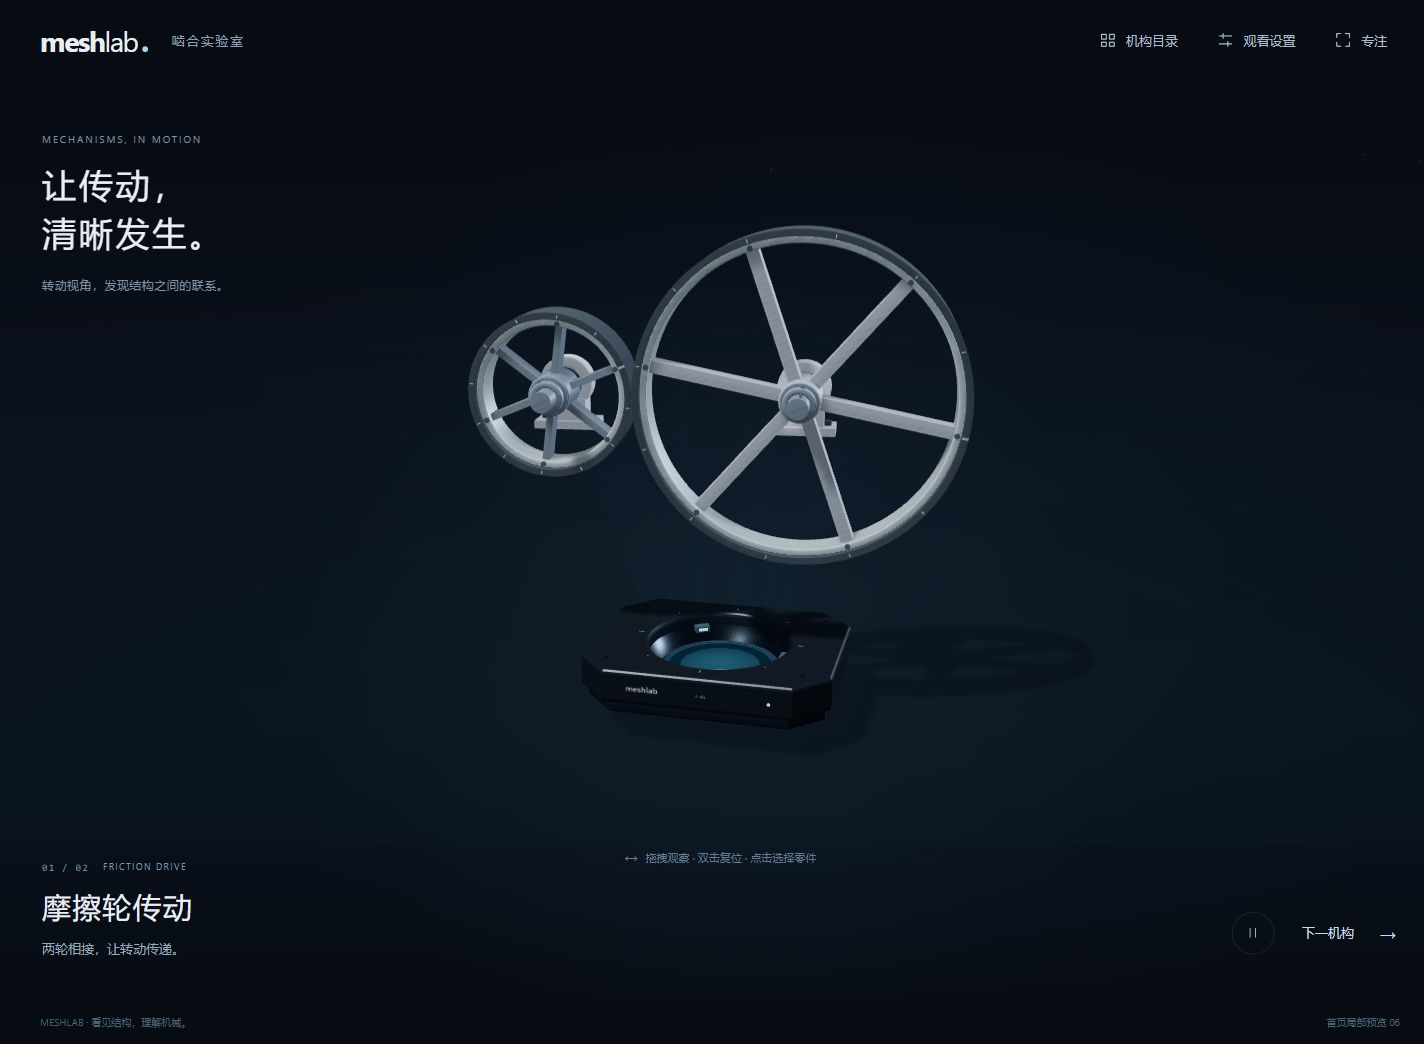 meshlab. 啮合实验室
机构目录
观看设置
专注
MECHANISMS, IN MOTION
让传动，
清晰发生。
转动视角，发现结构之间的联系。
meshlab
拖拽观察 · 双击复位 · 点击选择零件
01 / 02 FRICTION DRIVE
摩擦轮传动
两轮相接，让转动传递。
下一机构 →
MESHLAB · 看见结构，理解机械。
首页局部预览 06